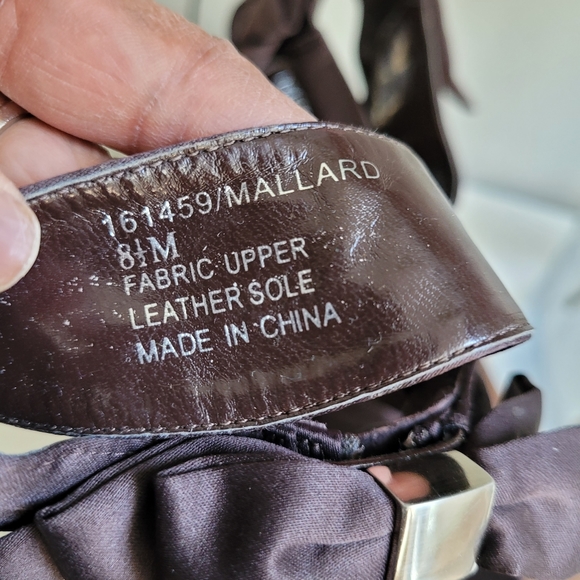 161459/MALLARD
8½M
FABRIC UPPER
LEATHER SOLE
MADE IN CHINA